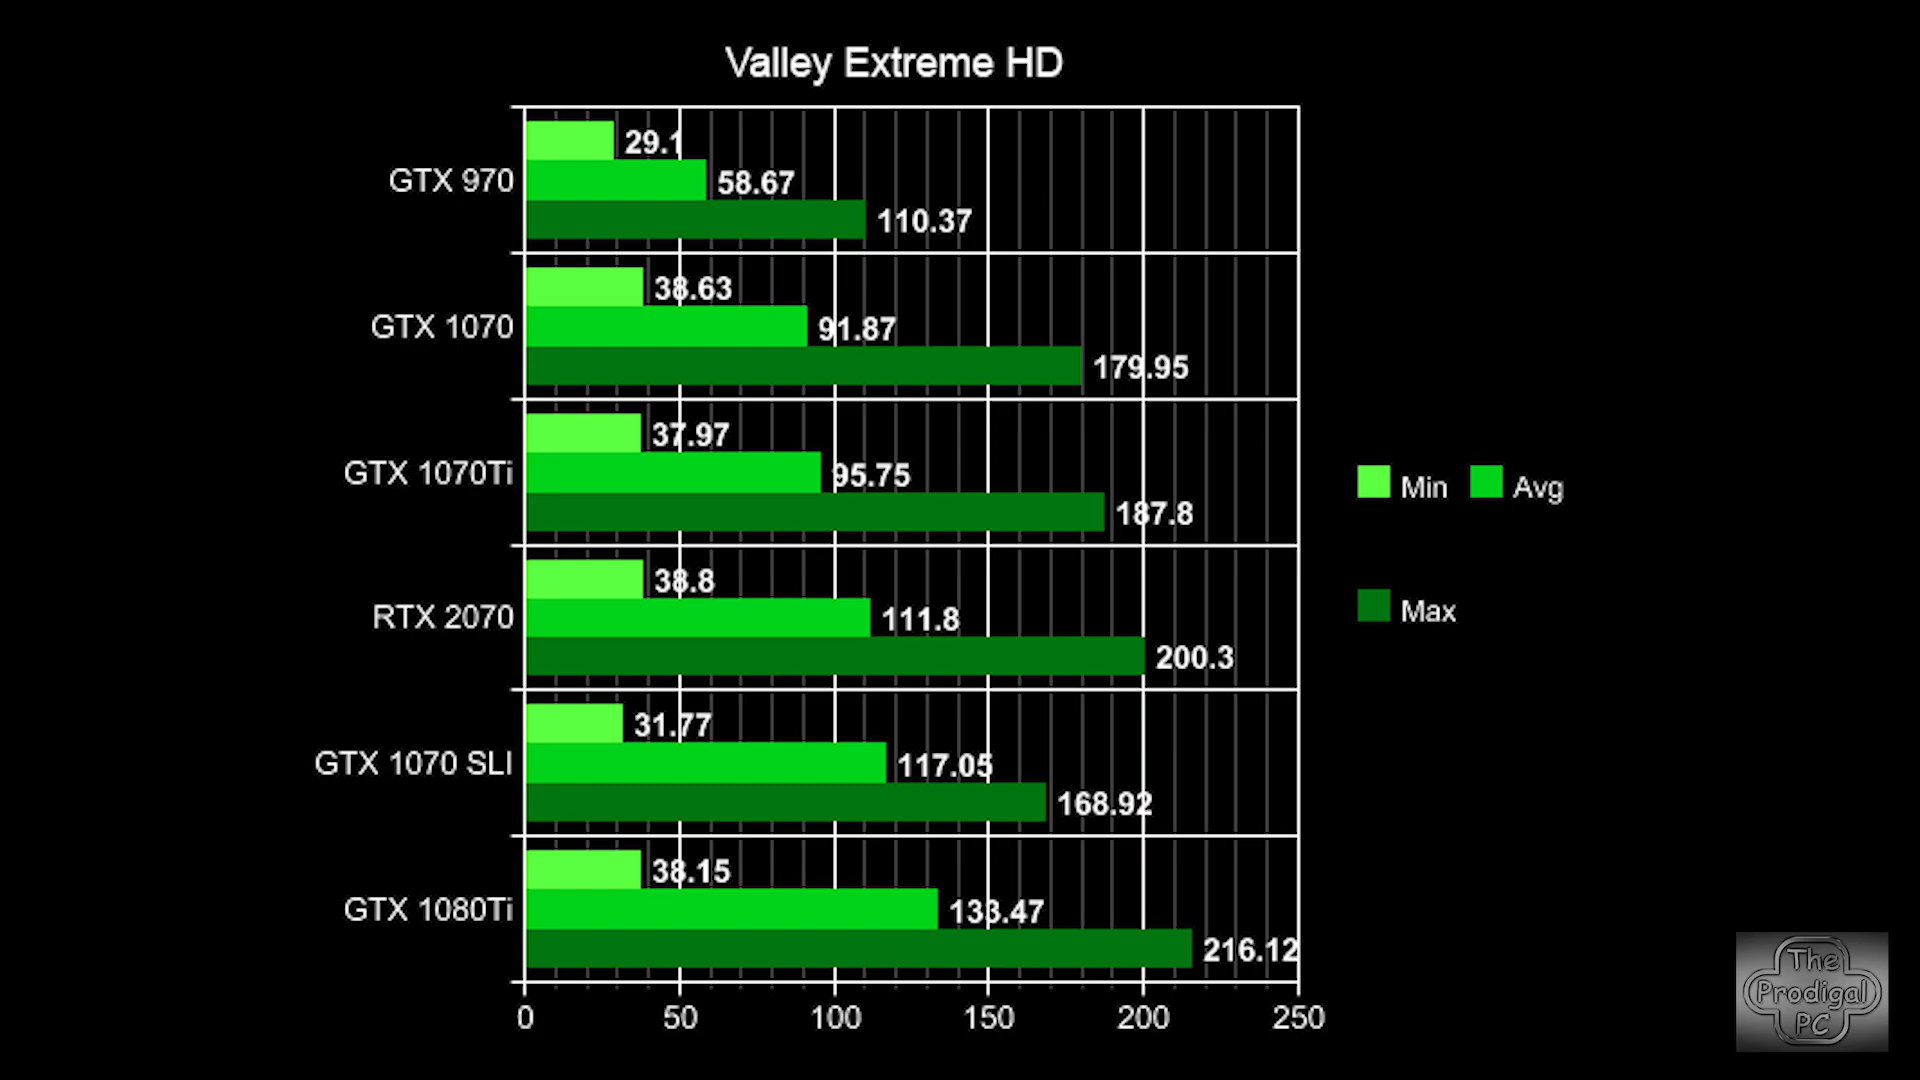 Valley Extreme HD
GTX 970
29.1
58.67
110.37
GTX 1070
38.63
91.87
179.95
GTX 1070Ti
37.97
95.75
187.8
RTX 2070
38.8
111.8
200.3
GTX 1070 SLI
31.77
117.05
168.92
GTX 1080Ti
38.15
133.47
216.12
0 50 100 150 200 250
Min Avg
Max
The
Prodigal
PC